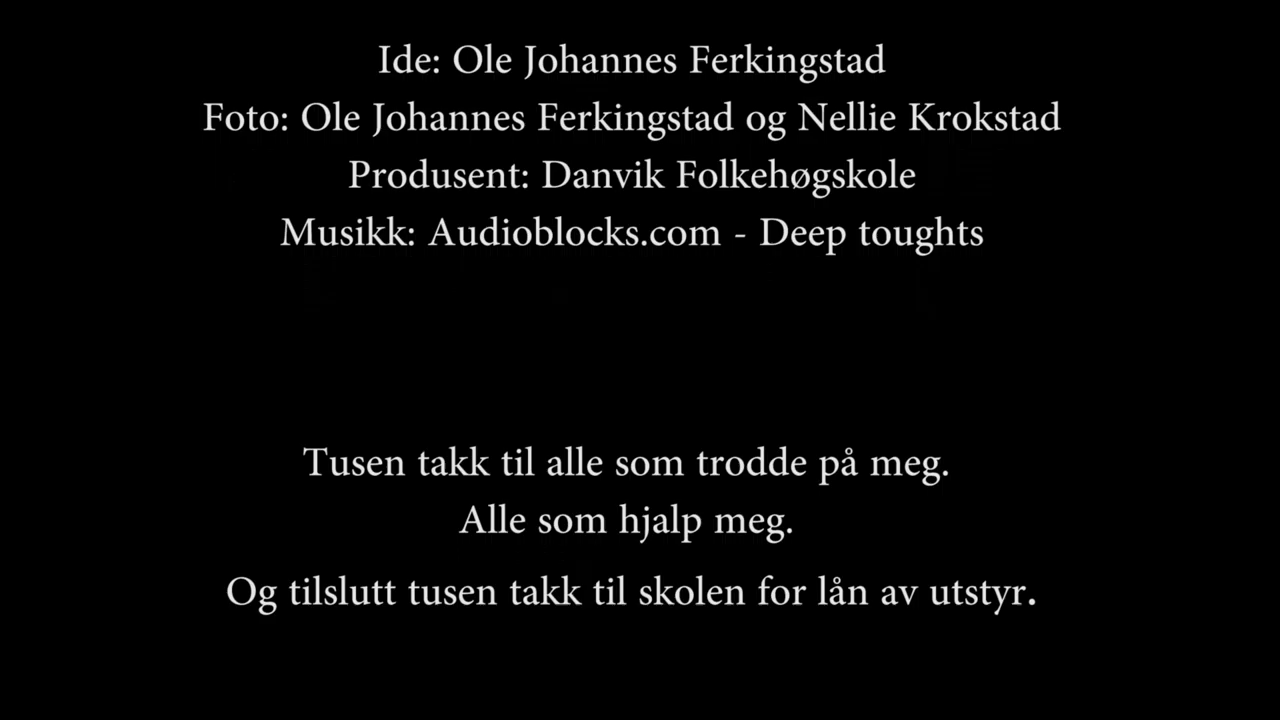 Ide: Ole Johannes Ferkingstad
Foto: Ole Johannes Ferkingstad og Nellie Krokstad
Produsent: Danvik Folkehøgskole
Musikk: Audioblocks.com - Deep toughts
Tusen takk til alle som trodde på meg.
Alle som hjalp meg.
Og tilslutt tusen takk til skolen for lån av utstyr.